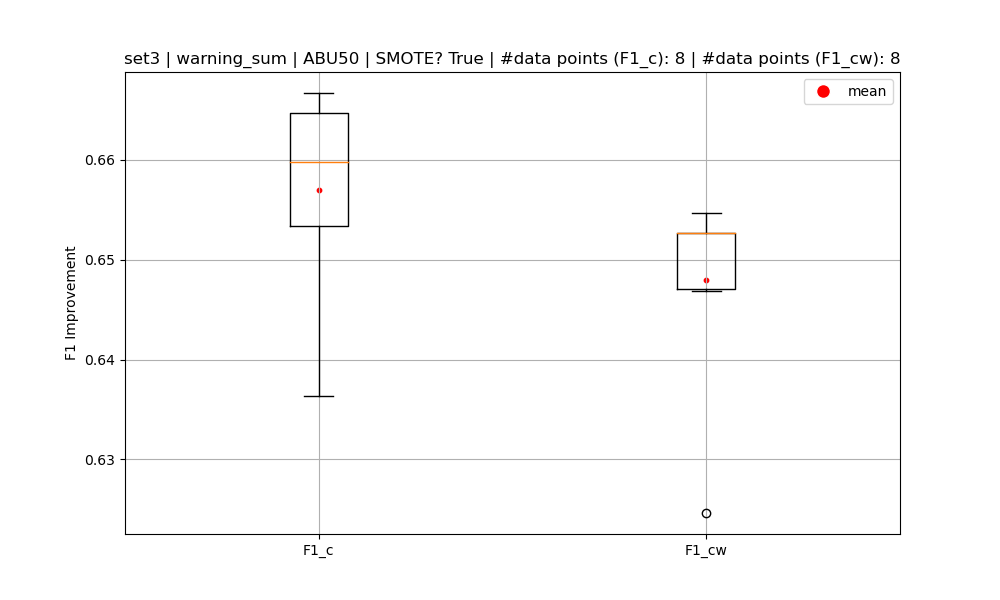 set3 | warning_sum | ABU50 | SMOTE? True | #data points (F1_c): 8 | #data points (F1_cw): 8
mean
0.66
0.65
0.64
0.63
F1 Improvement
F1_c
F1_cw